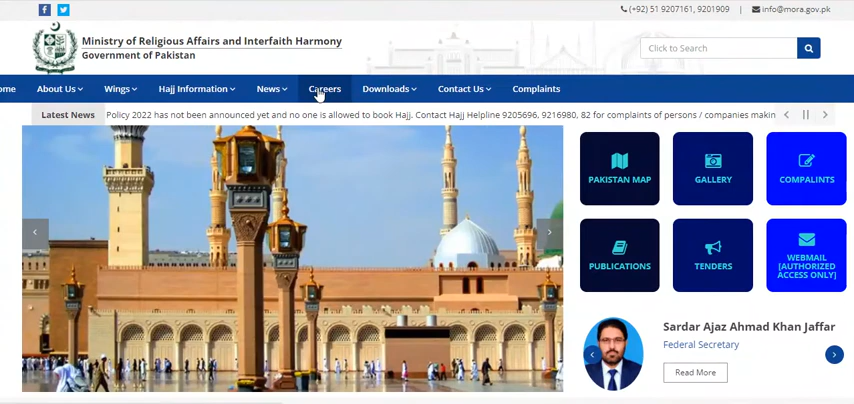 (+92) 51 9207161, 9201909 | info@mora.gov.pk
Ministry of Religious Affairs and Interfaith Harmony
Government of Pakistan
Click to Search
ome About Us Wings Hajj Information News Careers Downloads Contact Us Complaints
Latest News Policy 2022 has not been announced yet and no one is allowed to book Hajj. Contact Hajj Helpline 9205696, 9216980, 82 for complaints of persons / companies makin
PAKISTAN MAP
GALLERY
COMPALINTS
PUBLICATIONS
TENDERS
WEBMAIL
[AUTHORIZED
ACCESS ONLY]
Sardar Ajaz Ahmad Khan Jaffar
Federal Secretary
Read More